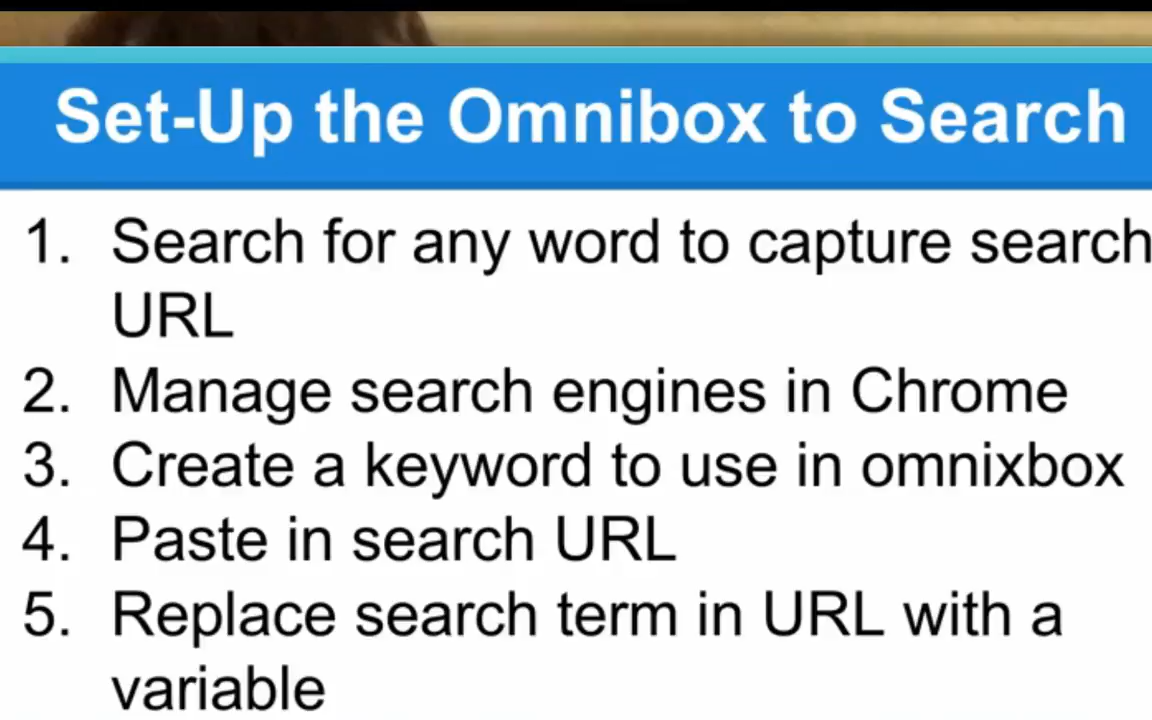 Set-Up the Omnibox to Search
1. Search for any word to capture search
URL
2. Manage search engines in Chrome
3. Create a keyword to use in omnixbox
4. Paste in search URL
5. Replace search term in URL with a
variable